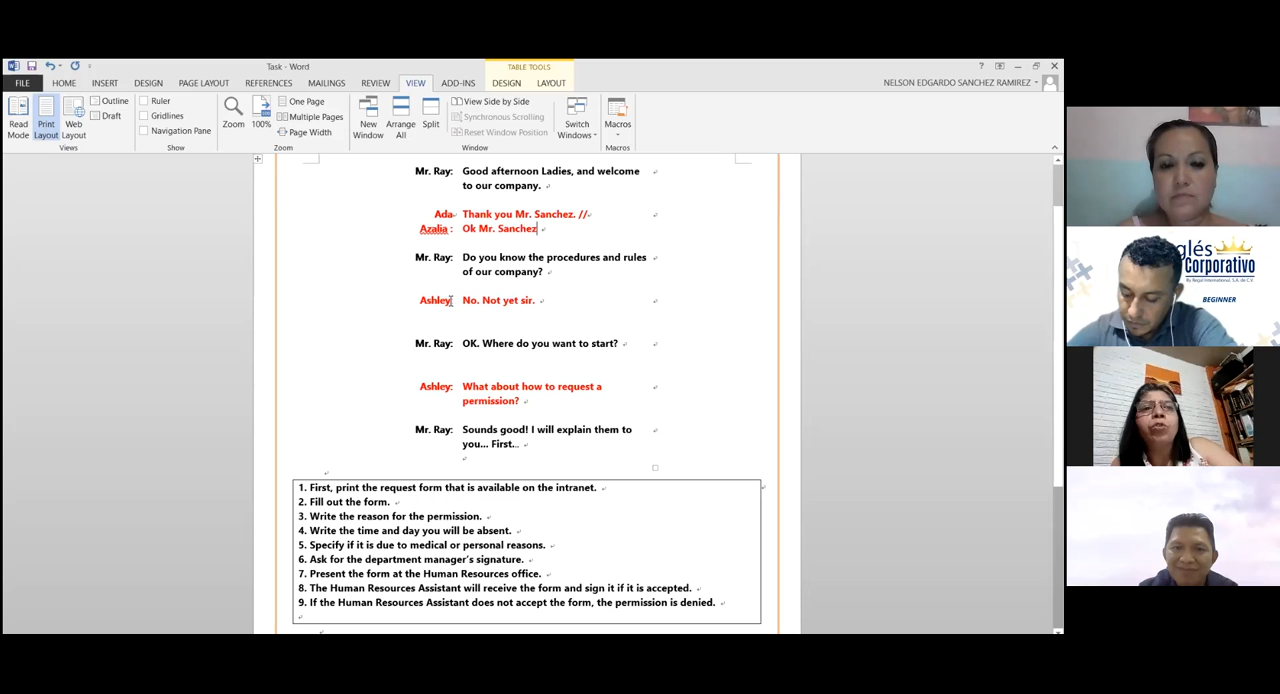 Task - Word
TABLE TOOLS
FILE HOME INSERT DESIGN PAGE LAYOUT REFERENCES MAILINGS REVIEW VIEW ADD-INS DESIGN LAYOUT
NELSON EDGARDO SANCHEZ RAMIREZ
Read Mode
Print Layout
Web Layout
Outline
Draft
Views
Ruler
Gridlines
Navigation Pane
Show
Zoom
100%
One Page
Multiple Pages
Page Width
Zoom
New Window
Arrange All
Split
View Side by Side
Synchronous Scrolling
Reset Window Position
Window
Switch Windows
Macros
Macros
Mr. Ray: Good afternoon Ladies, and welcome
to our company.
Ada Thank you Mr. Sanchez. //
Azalia : Ok Mr. Sanchez
Mr. Ray: Do you know the procedures and rules
of our company?
Ashley: No. Not yet sir.
Mr. Ray: OK. Where do you want to start?
Ashley: What about how to request a
permission?
Mr. Ray: Sounds good! I will explain them to
you... First..
1. First, print the request form that is available on the intranet.
2. Fill out the form.
3. Write the reason for the permission.
4. Write the time and day you will be absent.
5. Specify if it is due to medical or personal reasons.
6. Ask for the department manager's signature.
7. Present the form at the Human Resources office.
8. The Human Resources Assistant will receive the form and sign it if it is accepted.
9. If the Human Resources Assistant does not accept the form, the permission is denied.
glés
Corporativo
By Regal International, S.A. de C.V.
BEGINNER